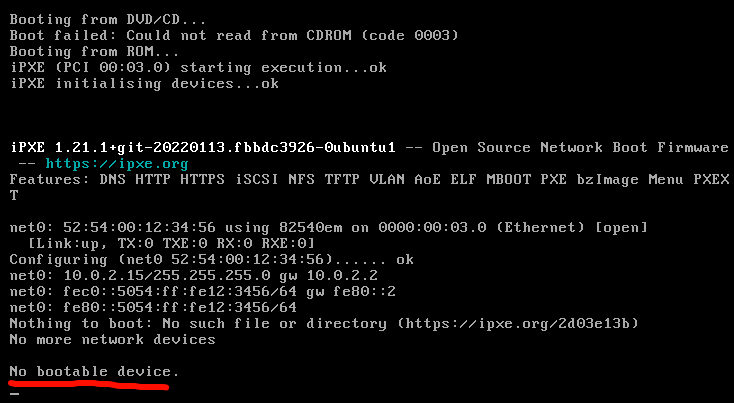 Booting from DVD/CD...
Boot failed: Could not read from CDROM (code 0003)
Booting from ROM...
iPXE (PCI 00:03.0) starting execution...ok
iPXE initialising devices...ok
iPXE 1.21.1+git-20220113.fbbdc3926-0ubuntu1 -- Open Source Network Boot Firmware
-- https://ipxe.org
Features: DNS HTTP HTTPS iSCSI NFS TFTP VLAN AoE ELF MBOOT PXE bzImage Menu PXEX
T
net0: 52:54:00:12:34:56 using 82540em on 0000:00:03.0 (Ethernet) [open]
[Link:up, TX:0 TXE:0 RX:0 RXE:0]
Configuring (net0 52:54:00:12:34:56)...... ok
net0: 10.0.2.15/255.255.255.0 gw 10.0.2.2
net0: fec0::5054:ff:fe12:3456/64 gw fe80::2
net0: fe80::5054:ff:fe12:3456/64
Nothing to boot: No such file or directory (https://ipxe.org/2d03e13b)
No more network devices
No bootable device.